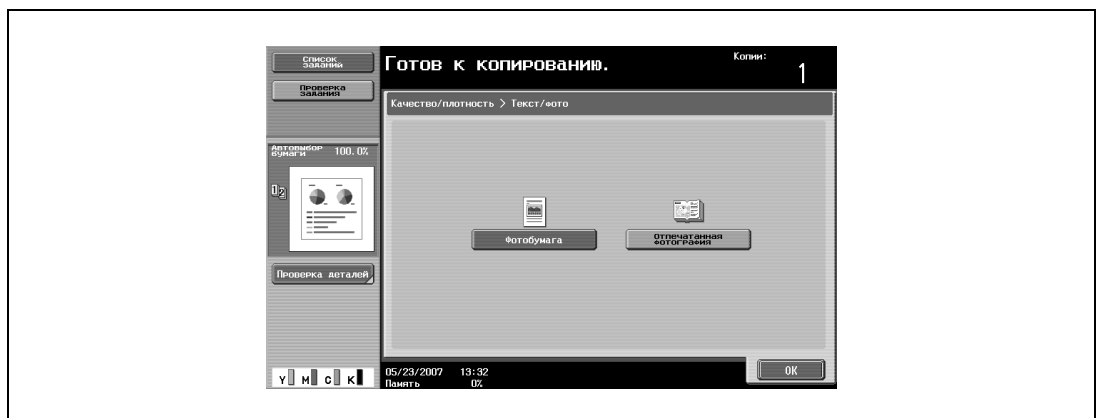 Список
заданий
Проверка
задания
Готов к копированию.
Копии:
1
Качество/плотность > Текст/фото
Автовыбор
бумаги 100.0%
12
Фотобумага
Отпечатанная
фотография
Проверка деталей
Y M C K
05/23/2007 13:32
Память 0%
OK